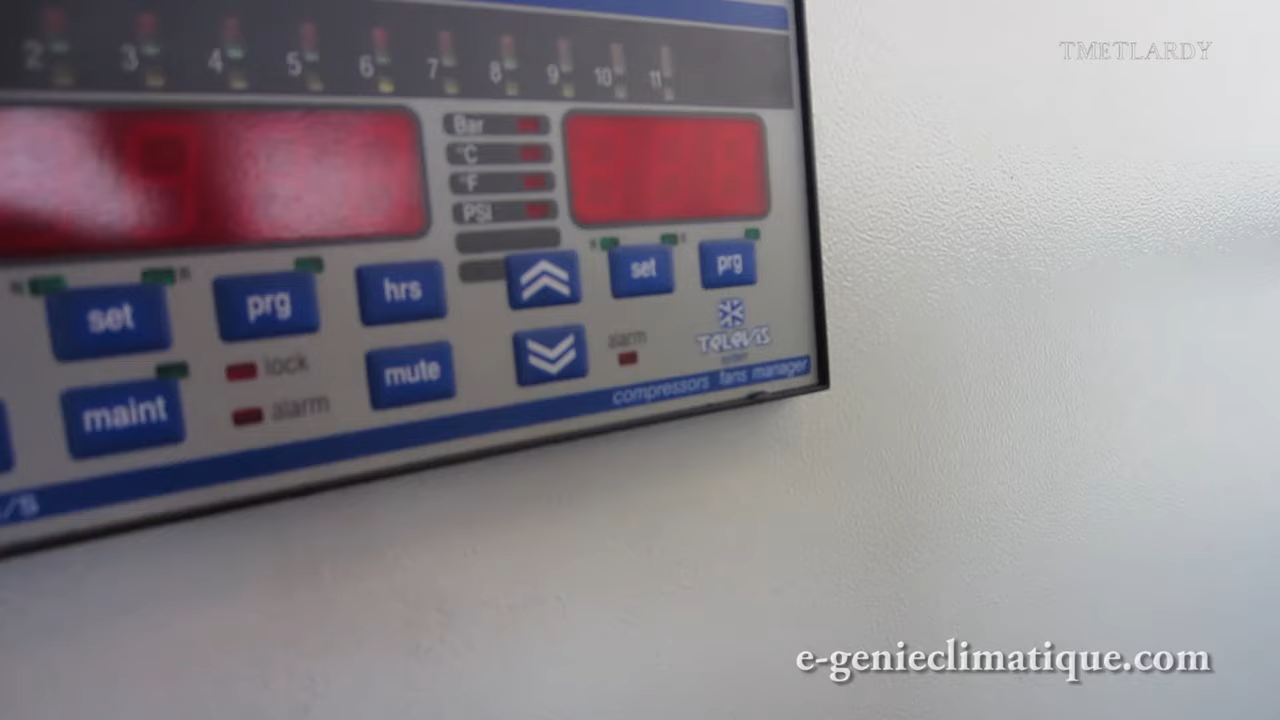 TMETLARDY
2 3 4 5 6 7 8 9 10 11
Bar
°C
°F
PSI
set prg hrs set prg
maint lock mute alarm
alarm
TELEVIS
compressors fans manager
/S
e-genieclimatique.com